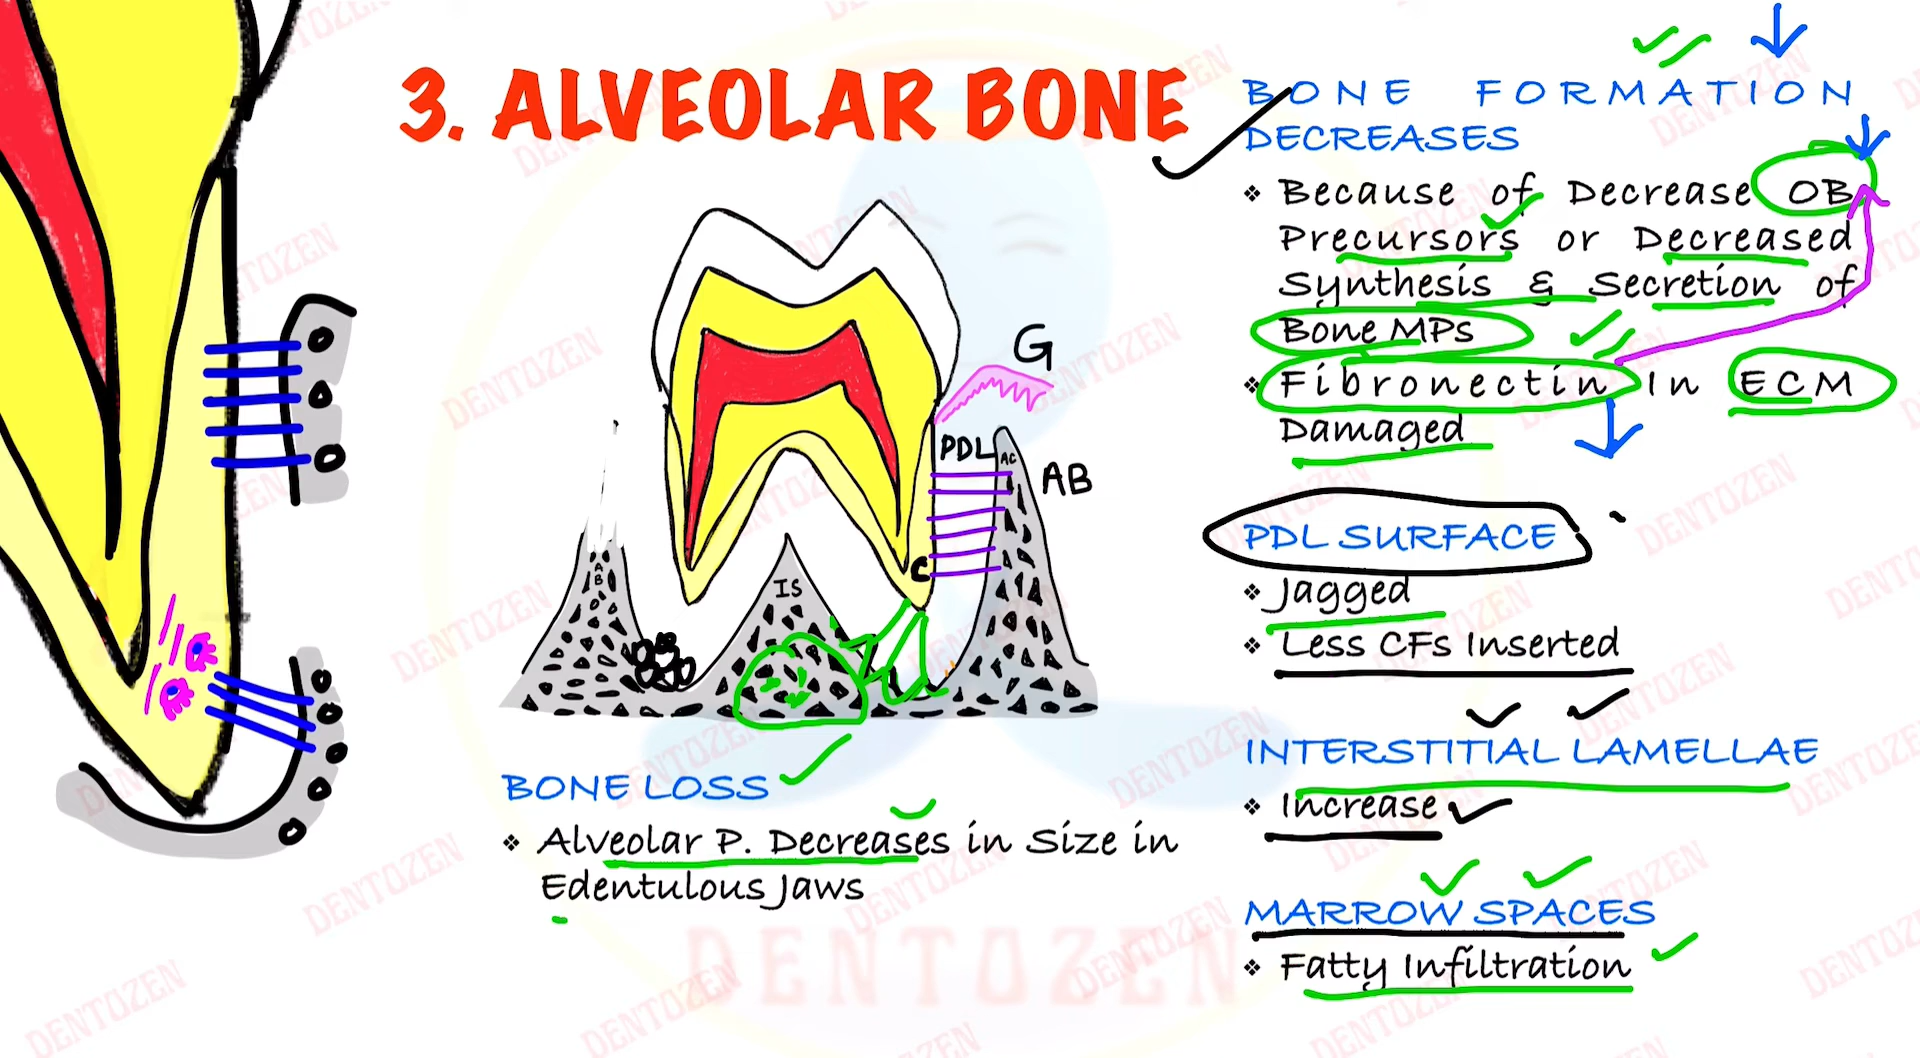 3. ALVEOLAR BONE
G
PDL
AC
AB
C
IS
A
B
BONE LOSS
❖ Alveolar P. Decreases in Size in
Edentulous Jaws
BONE FORMATION
DECREASES
❖ Because of Decrease OB
Precursors or Decreased
Synthesis & Secretion of
Bone MPs
❖ Fibronectin In ECM
Damaged
PDL SURFACE
❖ Jagged
❖ Less CFs Inserted
INTERSTITIAL LAMELLAE
❖ Increase
MARROW SPACES
❖ Fatty Infiltration
DENTOZEN